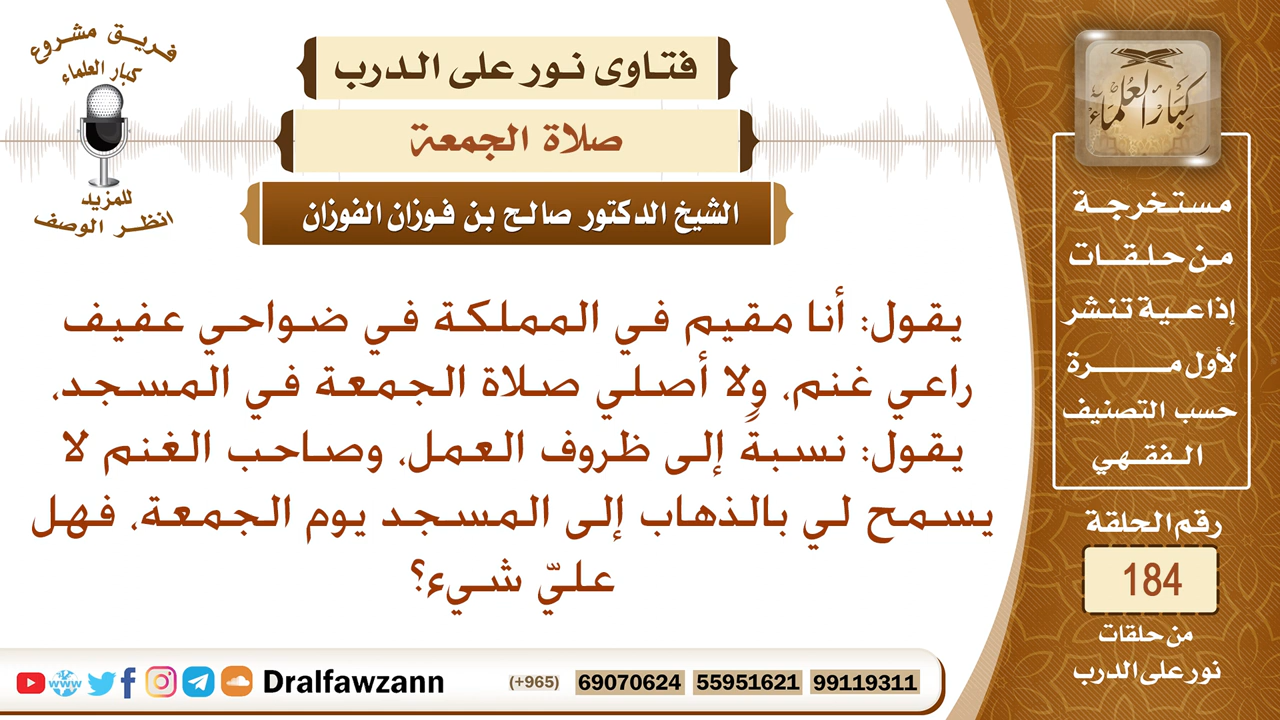 فريق مشروع
كبار العلماء
للمزيد
انظر الوصف
فتاوى نور على الدرب
صلاة الجمعة
الشيخ الدكتور صالح بن فوزان الفوزان
يقول: أنا مقيم في المملكة في ضواحي عفيف
راعي غنم، ولا أصلي صلاة الجمعة في المسجد،
يقول: نسبةً إلى ظروف العمل، وصاحب الغنم لا
يسمح لي بالذهاب إلى المسجد يوم الجمعة، فهل
عليّ شيء؟
كبار العلماء
مستخرجة
من حلقات
إذاعية تنشر
لأول مرة
حسب التصنيف
الفقهي
رقم الحلقة
184
من حلقات
نور على الدرب
www Dralfawzann (+965) 69070624 55951621 99119311